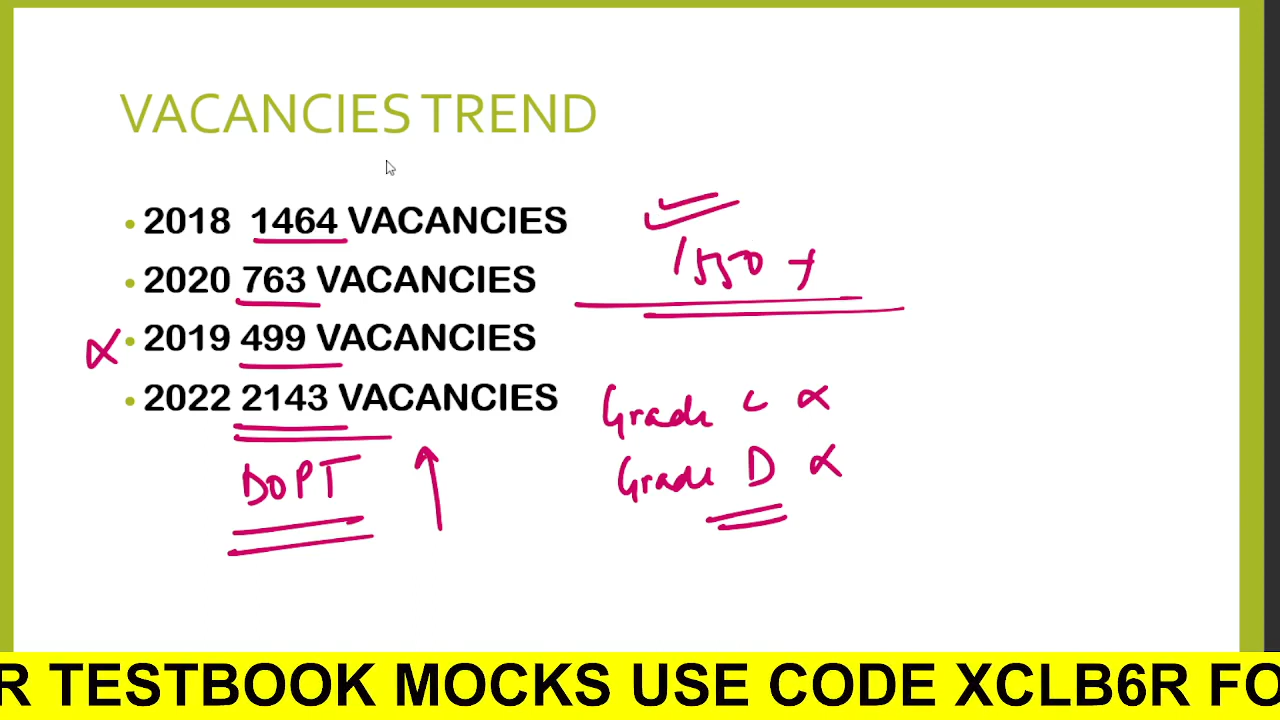 VACANCIES TREND
• 2018 1464 VACANCIES
• 2020 763 VACANCIES
• 2019 499 VACANCIES
• 2022 2143 VACANCIES
1550 +
Grade C
Grade D
DOPT
R TESTBOOK MOCKS USE CODE XCLB6R FO